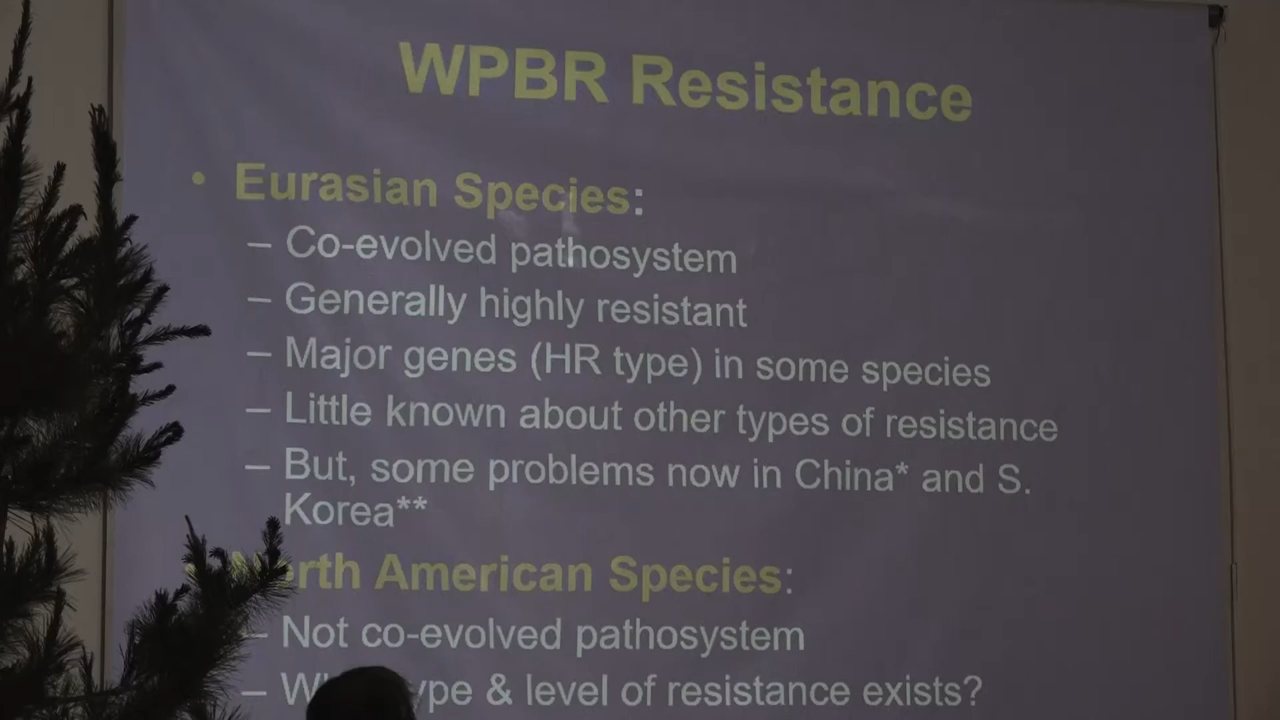 WPBR Resistance
• Eurasian Species:
– Co-evolved pathosystem
– Generally highly resistant
– Major genes (HR type) in some species
– Little known about other types of resistance
– But, some problems now in China* and S.
Korea**
North American Species:
– Not co-evolved pathosystem
– & level of resistance exists?